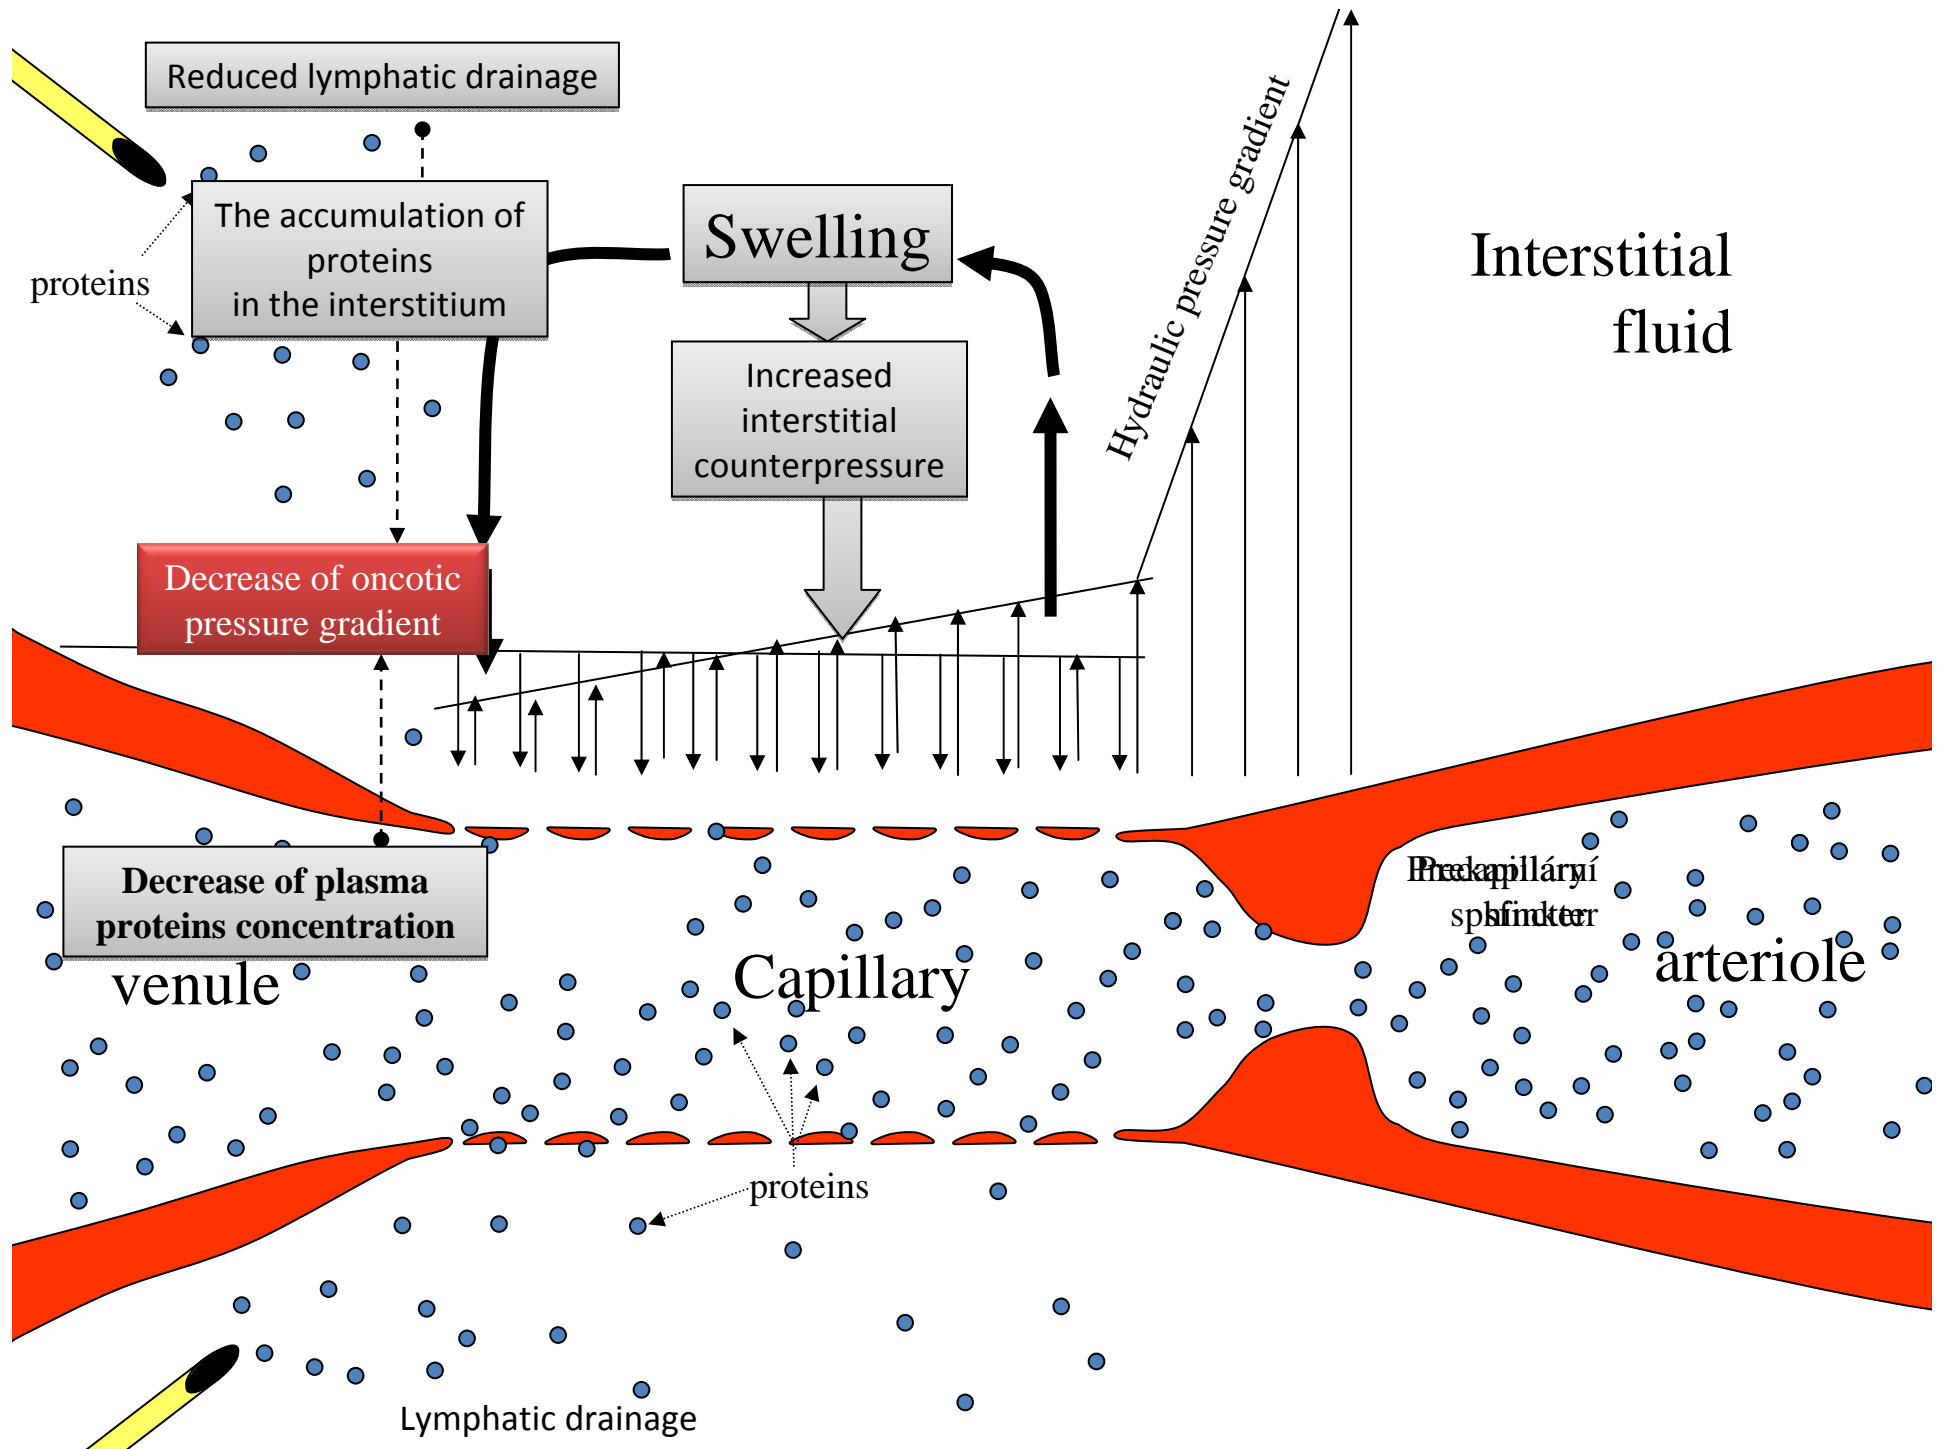 Reduced lymphatic drainage
The accumulation of
proteins
in the interstitium
proteins
Swelling
Increased
interstitial
counterpressure
Hydraulic pressure gradient
Interstitial
fluid
Decrease of oncotic
pressure gradient
Decrease of plasma
proteins concentration
venule
Capillary
arteriole
proteins
Lymphatic drainage